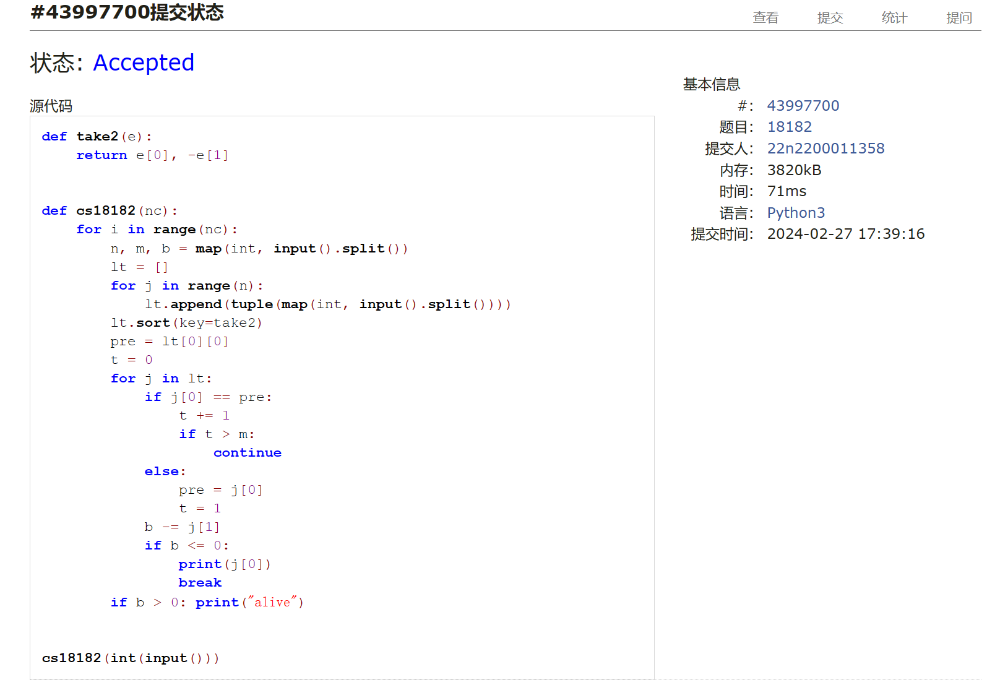 #43997700提交状态
查看 提交 统计 提问
状态: Accepted
源代码
def take2(e):
    return e[0], -e[1]
def cs18182(nc):
    for i in range(nc):
        n, m, b = map(int, input().split())
        lt = []
        for j in range(n):
            lt.append(tuple(map(int, input().split())))
        lt.sort(key=take2)
        pre = lt[0][0]
        t = 0
        for j in lt:
            if j[0] == pre:
                t += 1
                if t > m:
                    continue
            else:
                pre = j[0]
                t = 1
            b -= j[1]
            if b <= 0:
                print(j[0])
                break
        if b > 0: print("alive")
cs18182(int(input()))
基本信息
#: 43997700
题目: 18182
提交人: 22n2200011358
内存: 3820kB
时间: 71ms
语言: Python3
提交时间: 2024-02-27 17:39:16